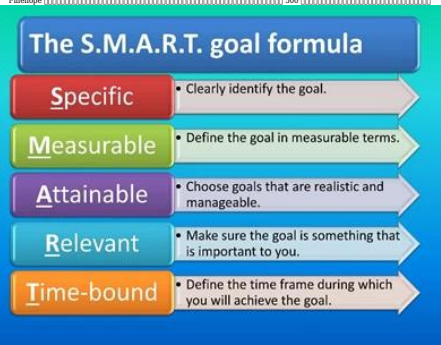 The S.M.A.R.T. goal formula
Specific
• Clearly identify the goal.
Measurable
• Define the goal in measurable terms.
Attainable
• Choose goals that are realistic and
manageable.
Relevant
• Make sure the goal is something that
is important to you.
Time-bound
• Define the time frame during which
you will achieve the goal.